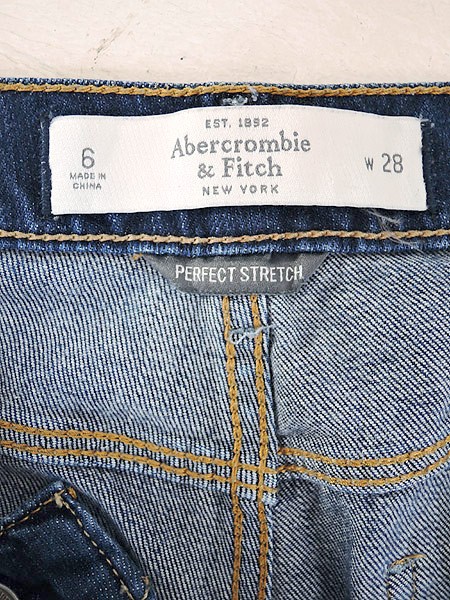 EST. 1892
Abercrombie
& Fitch
NEW YORK
6
MADE IN
CHINA
W 28
PERFECT STRETCH